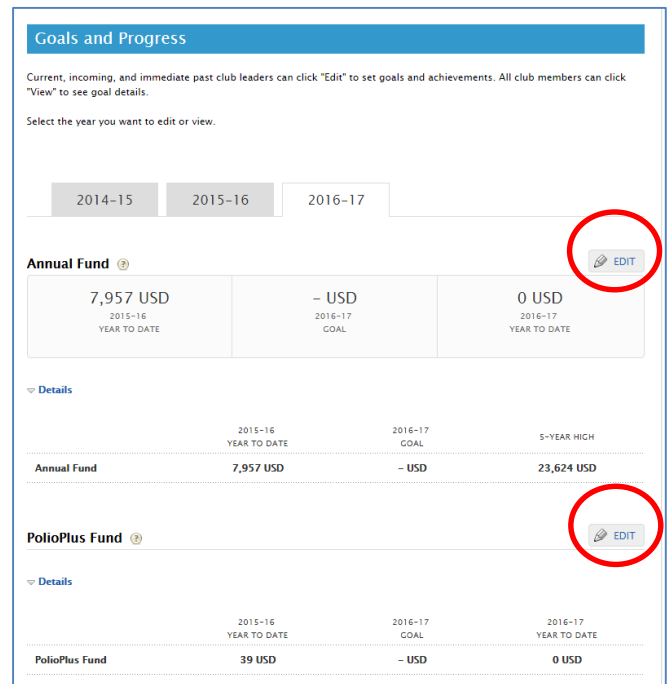 Goals and Progress
Current, incoming, and immediate past club leaders can click "Edit" to set goals and achievements. All club members can click
"View" to see goal details.
Select the year you want to edit or view.
2014-15 2015-16 2016-17
Annual Fund ? EDIT
7,957 USD – USD 0 USD
2015-16 2016-17 2016-17
YEAR TO DATE GOAL YEAR TO DATE
Details
2015-16 2016-17
YEAR TO DATE GOAL 5-YEAR HIGH
Annual Fund 7,957 USD – USD 23,624 USD
PolioPlus Fund ? EDIT
Details
2015-16 2016-17 2016-17
YEAR TO DATE GOAL YEAR TO DATE
PolioPlus Fund 39 USD – USD 0 USD